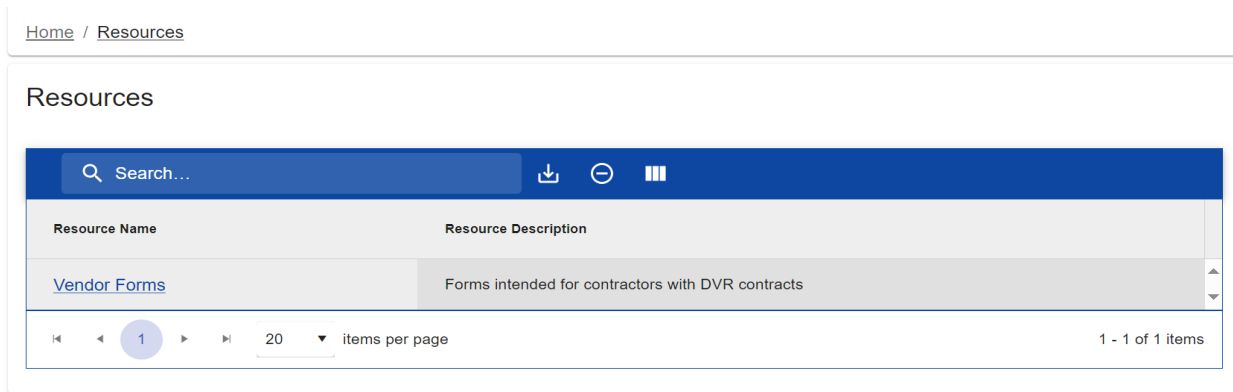 Home / Resources
Resources
Search...
Resource Name Resource Description
Vendor Forms Forms intended for contractors with DVR contracts
1 20 items per page 1 - 1 of 1 items